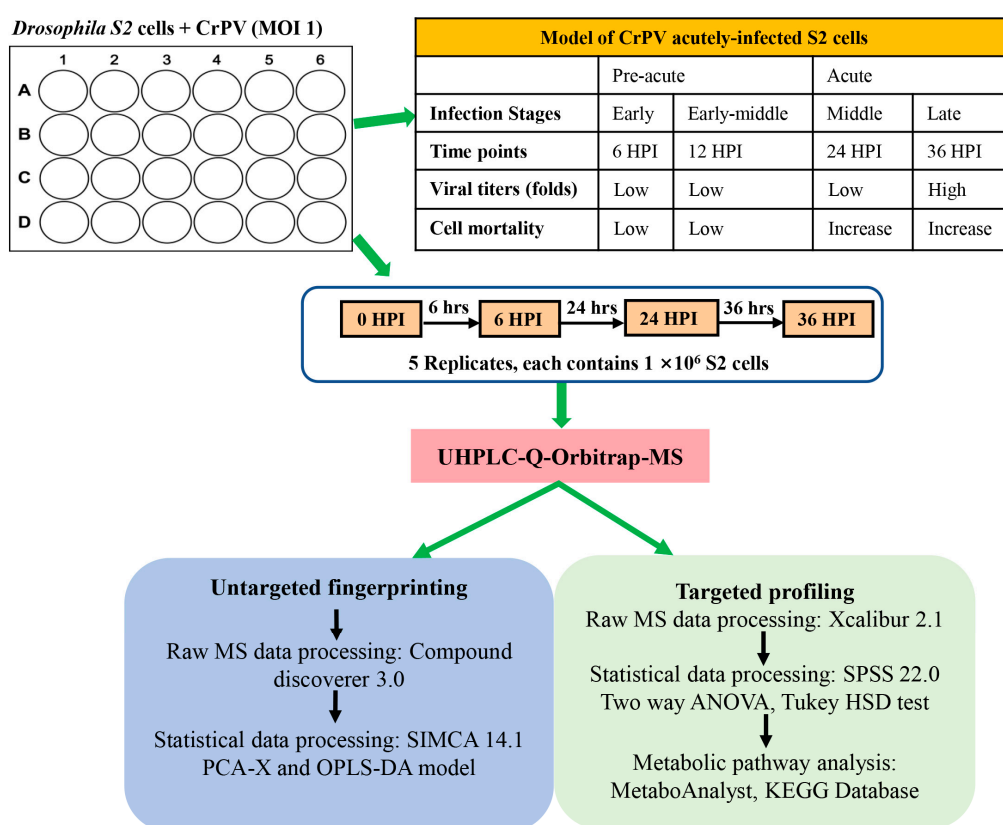 Drosophila S2 cells + CrPV (MOI 1)
1 2 3 4 5 6
A
B
C
D
Model of CrPV acutely-infected S2 cells
Pre-acute Acute
Infection Stages Early Early-middle Middle Late
Time points 6 HPI 12 HPI 24 HPI 36 HPI
Viral titers (folds) Low Low Low High
Cell mortality Low Low Increase Increase
6 hrs 24 hrs 36 hrs
0 HPI 6 HPI 24 HPI 36 HPI
5 Replicates, each contains 1 ×10⁶ S2 cells
UHPLC-Q-Orbitrap-MS
Untargeted fingerprinting
Raw MS data processing: Compound
discoverer 3.0
Statistical data processing: SIMCA 14.1
PCA-X and OPLS-DA model
Targeted profiling
Raw MS data processing: Xcalibur 2.1
Statistical data processing: SPSS 22.0
Two way ANOVA, Tukey HSD test
Metabolic pathway analysis:
MetaboAnalyst, KEGG Database